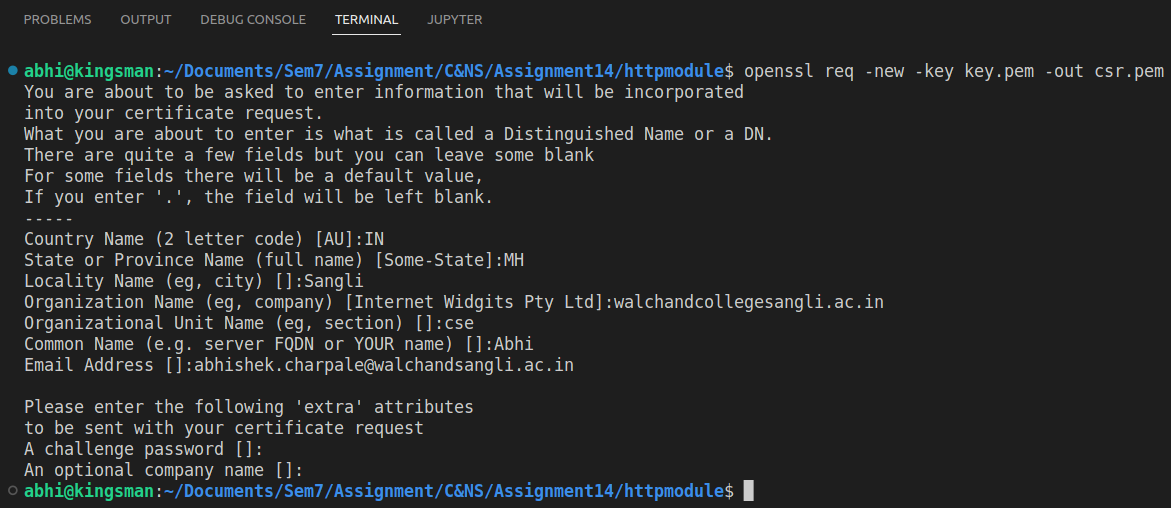 PROBLEMS OUTPUT DEBUG CONSOLE TERMINAL JUPYTER
abhi@kingsman:~/Documents/Sem7/Assignment/C&NS/Assignment14/httpmodule$ openssl req -new -key key.pem -out csr.pem
You are about to be asked to enter information that will be incorporated
into your certificate request.
What you are about to enter is what is called a Distinguished Name or a DN.
There are quite a few fields but you can leave some blank
For some fields there will be a default value,
If you enter '.', the field will be left blank.
-----
Country Name (2 letter code) [AU]:IN
State or Province Name (full name) [Some-State]:MH
Locality Name (eg, city) []:Sangli
Organization Name (eg, company) [Internet Widgits Pty Ltd]:walchandcollegesangli.ac.in
Organizational Unit Name (eg, section) []:cse
Common Name (e.g. server FQDN or YOUR name) []:Abhi
Email Address []:abhishek.charpale@walchandsangli.ac.in
Please enter the following 'extra' attributes
to be sent with your certificate request
A challenge password []:
An optional company name []:
abhi@kingsman:~/Documents/Sem7/Assignment/C&NS/Assignment14/httpmodule$